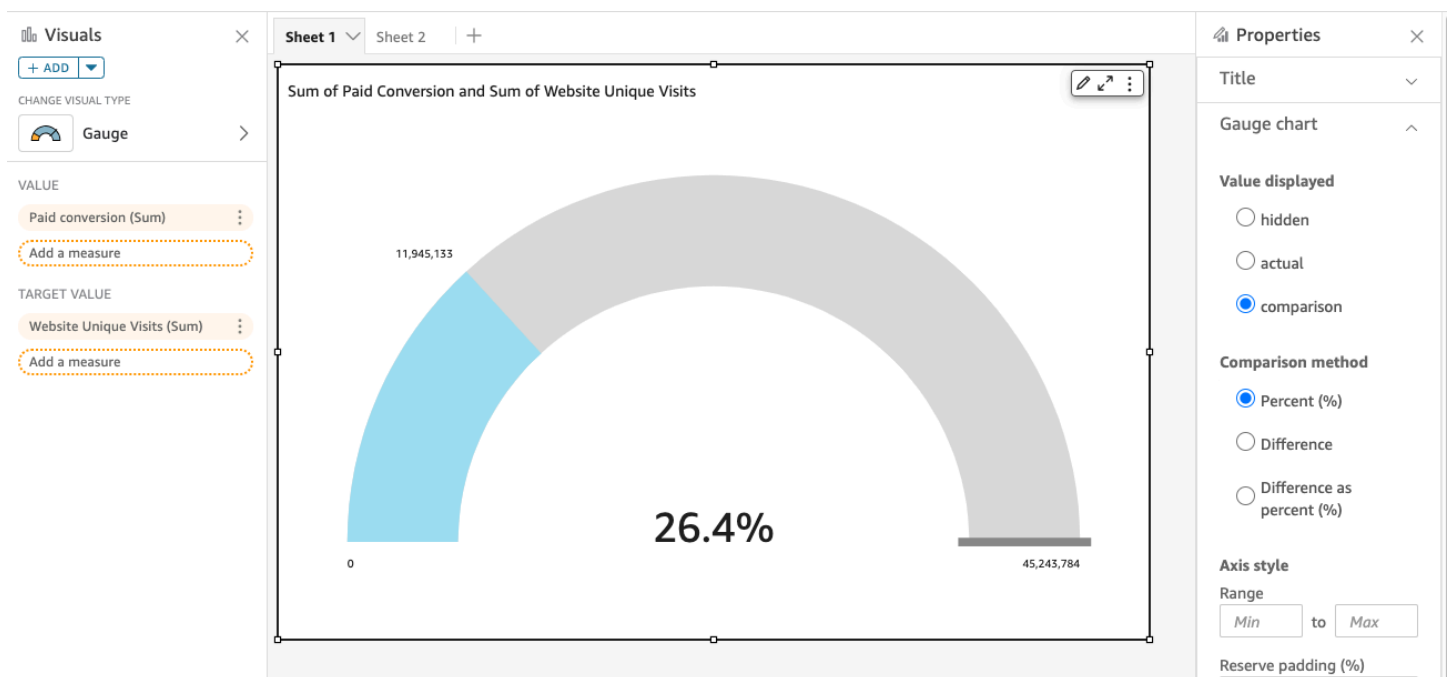 Visuals
+ ADD
CHANGE VISUAL TYPE
Gauge
VALUE
Paid conversion (Sum)
Add a measure
TARGET VALUE
Website Unique Visits (Sum)
Add a measure
Sheet 1
Sheet 2
Sum of Paid Conversion and Sum of Website Unique Visits
11,945,133
26.4%
0
45,243,784
Properties
Title
Gauge chart
Value displayed
hidden
actual
comparison
Comparison method
Percent (%)
Difference
Difference as
percent (%)
Axis style
Range
Min to Max
Reserve padding (%)